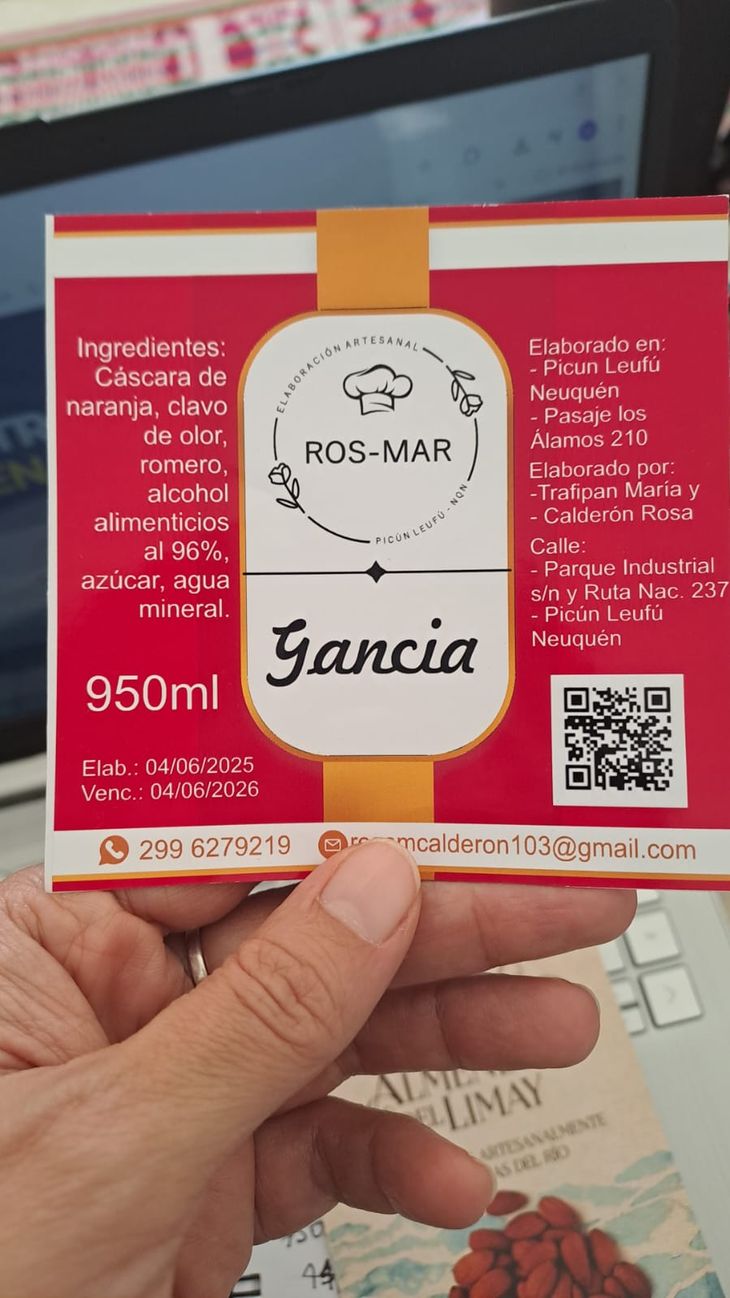 Ingredientes:
Cáscara de
naranja, clavo
de olor,
romero,
alcohol
alimenticios
al 96%,
azúcar, agua
mineral.
950ml
Elab.: 04/06/2025
Venc.: 04/06/2026
ELABORACIÓN ARTESANAL
ROS-MAR
PICÚN LEUFÚ - NQN
Gancia
Elaborado en:
- Picun Leufú
Neuquén
- Pasaje los
Álamos 210
Elaborado por:
-Trafipan María y
- Calderón Rosa
Calle:
- Parque Industrial
s/n y Ruta Nac. 237
- Picún Leufú
Neuquén
299 6279219
mcalderon103@gmail.com
DEL LIMAY
ARTESANALMENTE
DEL RÍO